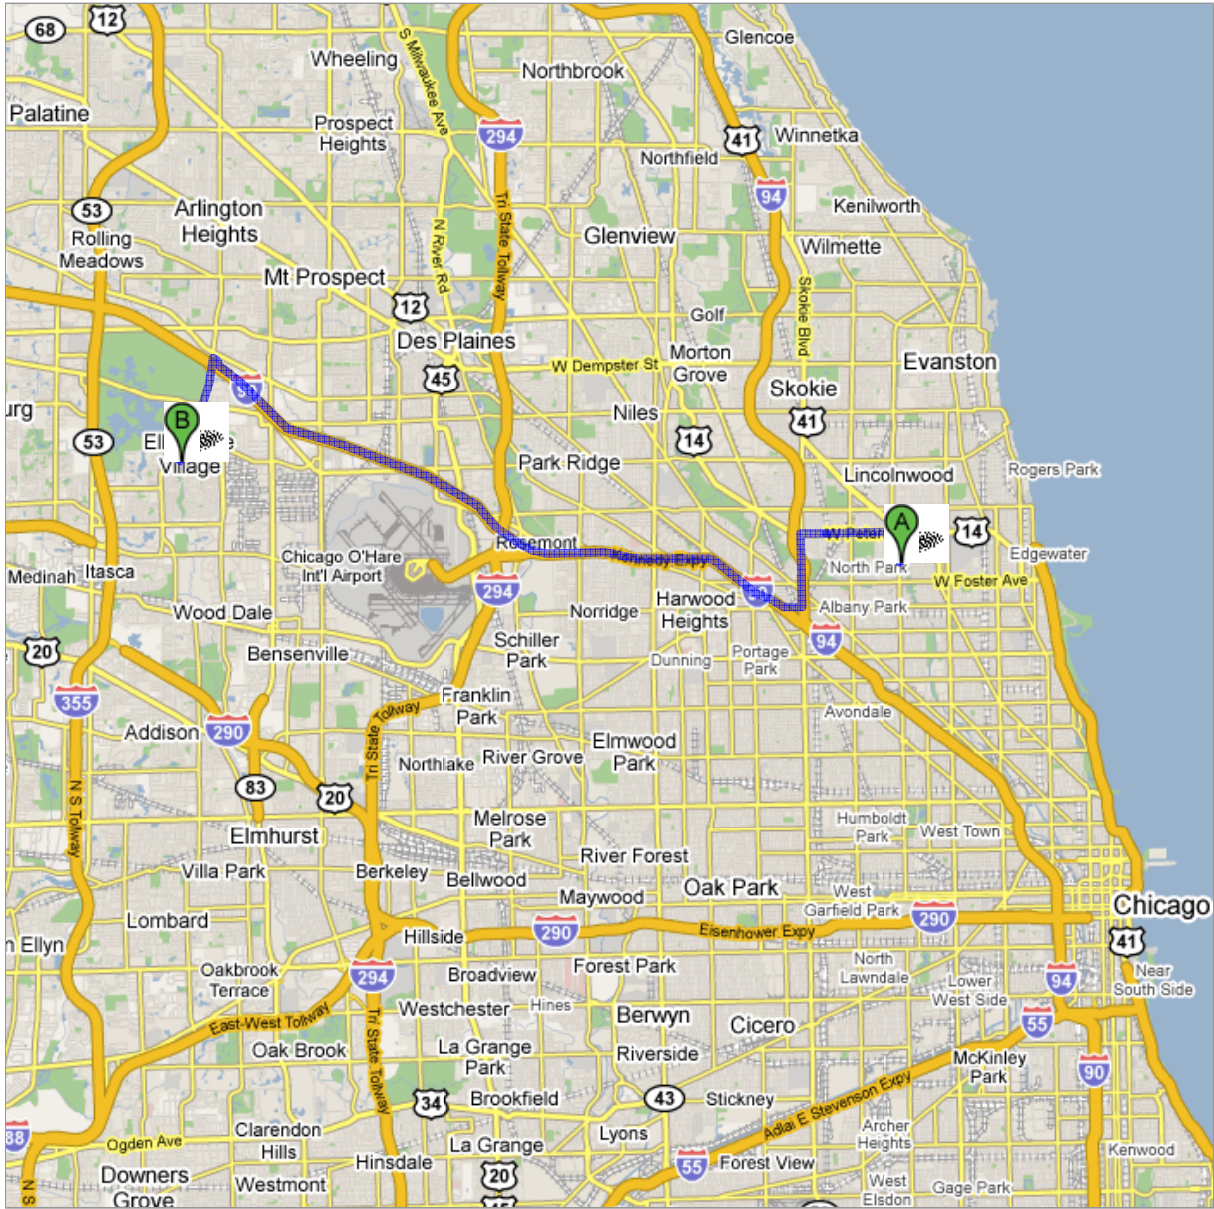 68
12
Glencoe
Wheeling
S Milwaukee Ave
Northbrook
Palatine
Prospect
Heights
294
41
Winnetka
Northfield
94
53
Arlington
Heights
Tri State Tollway
Kenilworth
Rolling
Meadows
N River Rd
Glenview
Wilmette
Mt Prospect
12
Skokie Blvd
Golf
Des Plaines
Morton
Grove
W Dempster St
Evanston
45
Skokie
urg
B
Niles
41
53
14
Village
Park Ridge
Lincolnwood
Rogers Park
A
14
W Peter
Rosemont
Edgewater
Chicago O'Hare
Int'l Airport
Kennedy Expy
North Park
W Foster Ave
Medinah
Itasca
294
Wood Dale
Norridge
Harwood
Heights
Albany Park
20
Bensenville
Schiller
Park
94
Dunning
Portage
Park
355
Franklin
Park
Addison
290
Tri State Tollway
Avondale
Elmwood
Park
Northlake
River Grove
83
20
N S Tollway
Elmhurst
Melrose
Park
Humboldt
Park
West Town
River Forest
Villa Park
Berkeley
Bellwood
Oak Park
Maywood
West
Garfield Park
290
Chicago
Lombard
Hillside
290
Eisenhower Expy
n Ellyn
41
Oakbrook
Terrace
294
Broadview
Forest Park
North
Lawndale
Lower
West Side
94
Near
South Side
Westchester
Hines
Berwyn
Cicero
55
East-West Tollway
Tri State Tollway
Oak Brook
La Grange
Park
Riverside
McKinley
Park
90
34
Brookfield
43
Stickney
Adlai E Stevenson Expy
88
Ogden Ave
Clarendon
Hills
La Grange
Lyons
Archer
Heights
Kenwood
Downers
Grove
Westmont
Hinsdale
20
55
Forest View
West
Elsdon
Gage Park
N S